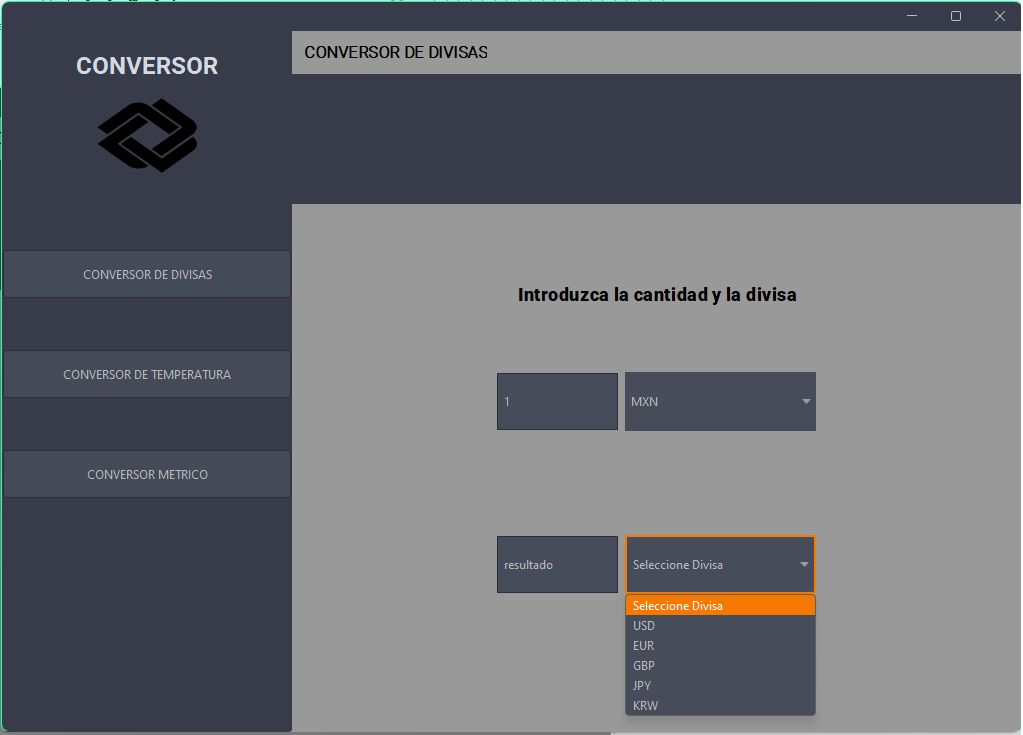 CONVERSOR
CONVERSOR DE DIVISAS
CONVERSOR DE TEMPERATURA
CONVERSOR METRICO
CONVERSOR DE DIVISAS
Introduzca la cantidad y la divisa
1
MXN
resultado
Seleccione Divisa
Seleccione Divisa
USD
EUR
GBP
JPY
KRW